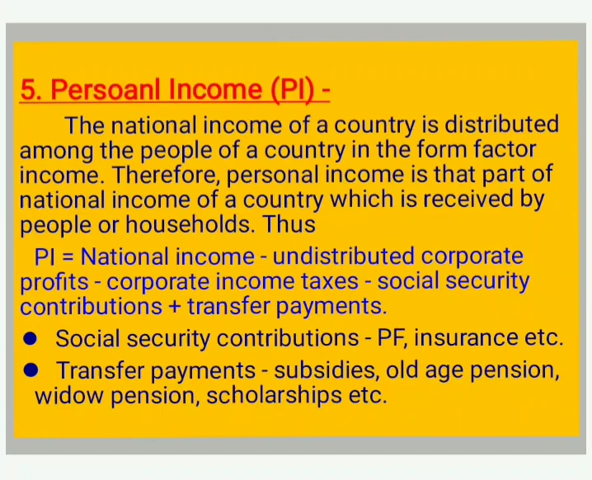 5. Persoanl Income (PI) -
The national income of a country is distributed
among the people of a country in the form factor
income. Therefore, personal income is that part of
national income of a country which is received by
people or households. Thus
PI = National income - undistributed corporate
profits - corporate income taxes - social security
contributions + transfer payments.
● Social security contributions - PF, insurance etc.
● Transfer payments - subsidies, old age pension,
widow pension, scholarships etc.